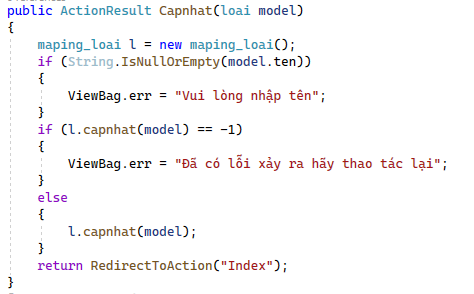 public ActionResult Capnhat(loai model)
{
maping_loai l = new maping_loai();
if (String.IsNullOrEmpty(model.ten))
{
ViewBag.err = "Vui lòng nhập tên";
}
if (l.capnhat(model) == -1)
{
ViewBag.err = "Đã có lỗi xảy ra hãy thao tác lại";
}
else
{
l.capnhat(model);
}
return RedirectToAction("Index");
}